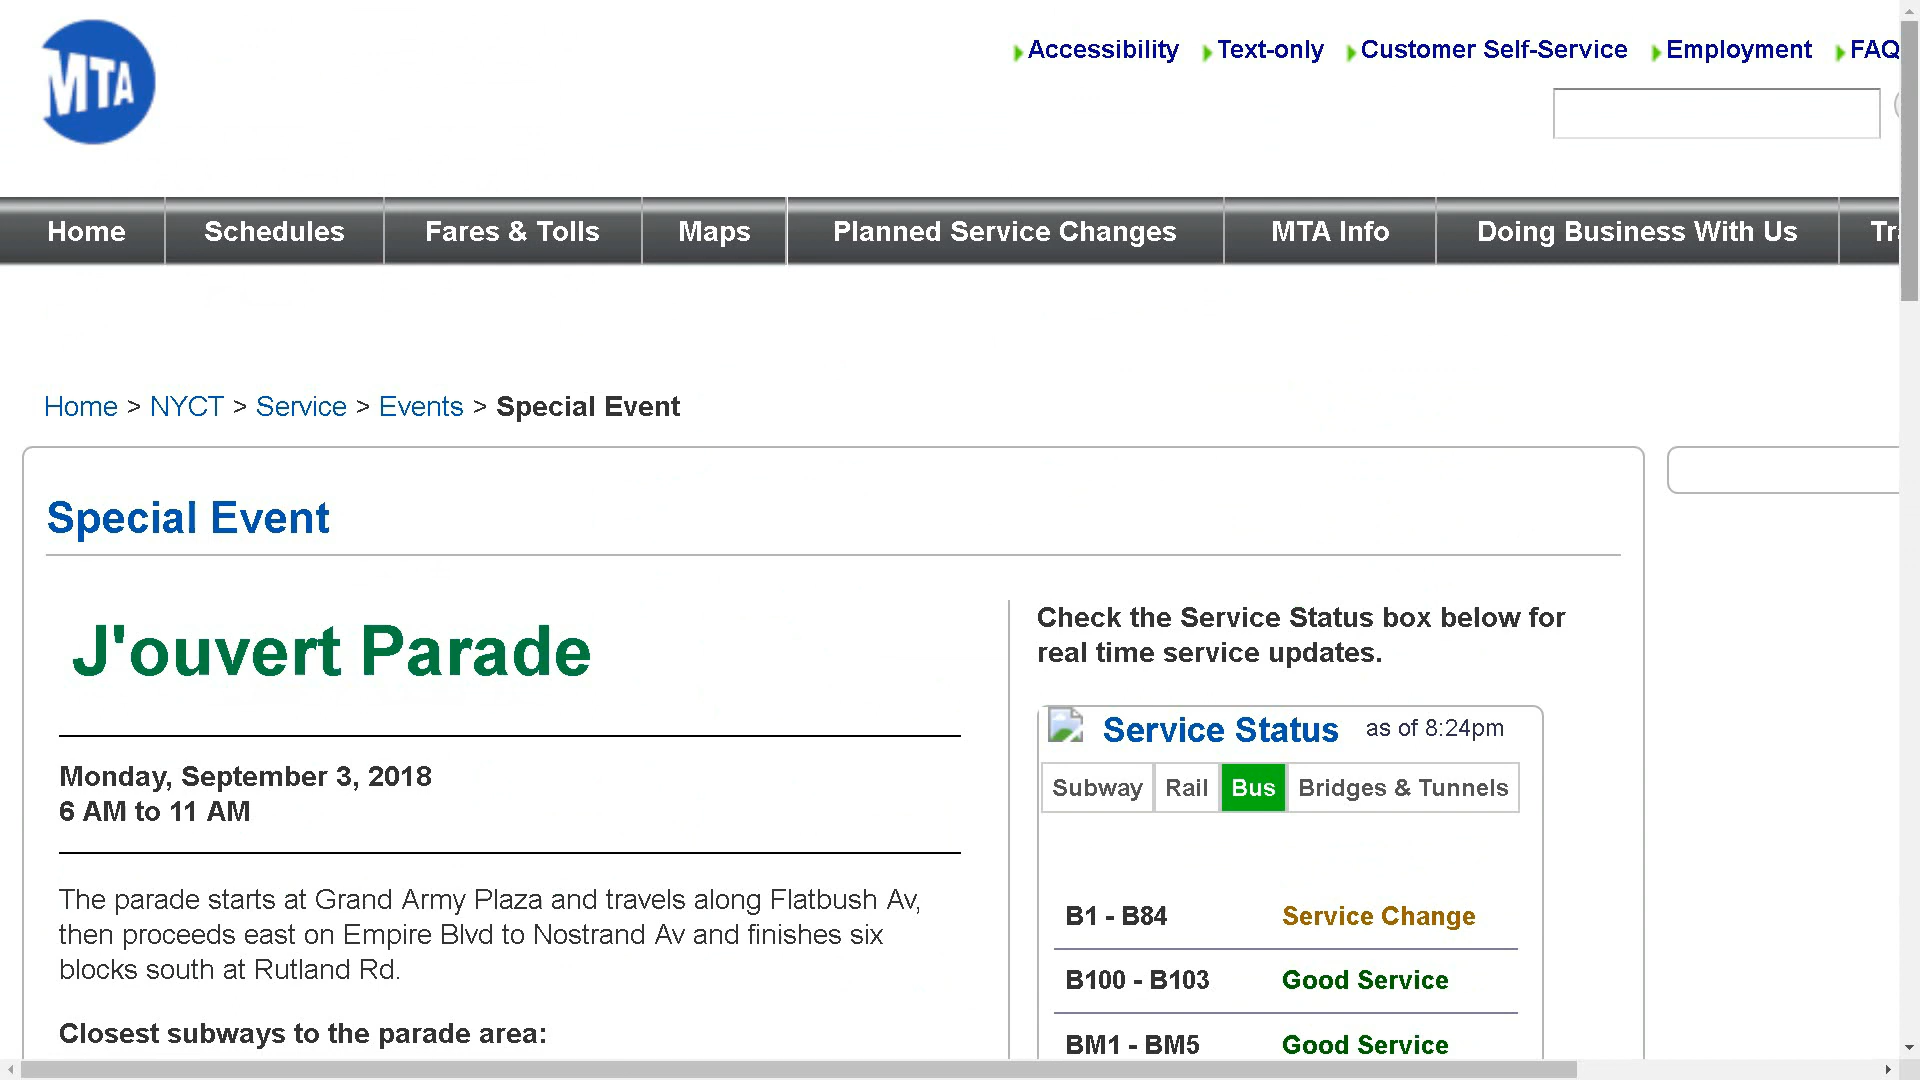 MTA
Accessibility Text-only Customer Self-Service Employment FAQ
Home Schedules Fares & Tolls Maps Planned Service Changes MTA Info Doing Business With Us
Home > NYCT > Service > Events > Special Event
Special Event
J'ouvert Parade
Monday, September 3, 2018
6 AM to 11 AM
The parade starts at Grand Army Plaza and travels along Flatbush Av,
then proceeds east on Empire Blvd to Nostrand Av and finishes six
blocks south at Rutland Rd.
Closest subways to the parade area:
Check the Service Status box below for
real time service updates.
Service Status as of 8:24pm
Subway Rail Bus Bridges & Tunnels
B1 - B84 Service Change
B100 - B103 Good Service
BM1 - BM5 Good Service